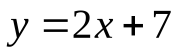 y = 2x + 7